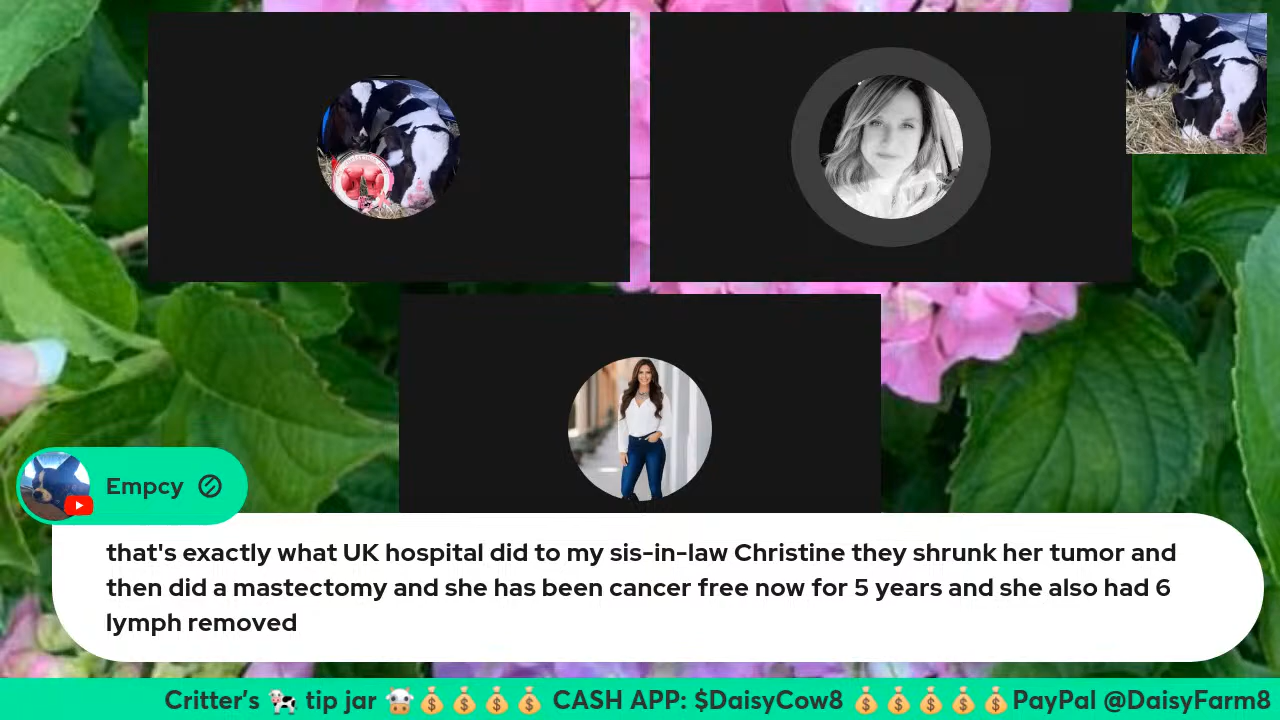 Empcy
that's exactly what UK hospital did to my sis-in-law Christine they shrunk her tumor and
then did a mastectomy and she has been cancer free now for 5 years and she also had 6
lymph removed
Critter's 🐄 tip jar 🐮💰💰💰💰 CASH APP: $DaisyCow8 💰💰💰💰💰PayPal @DaisyFarm8